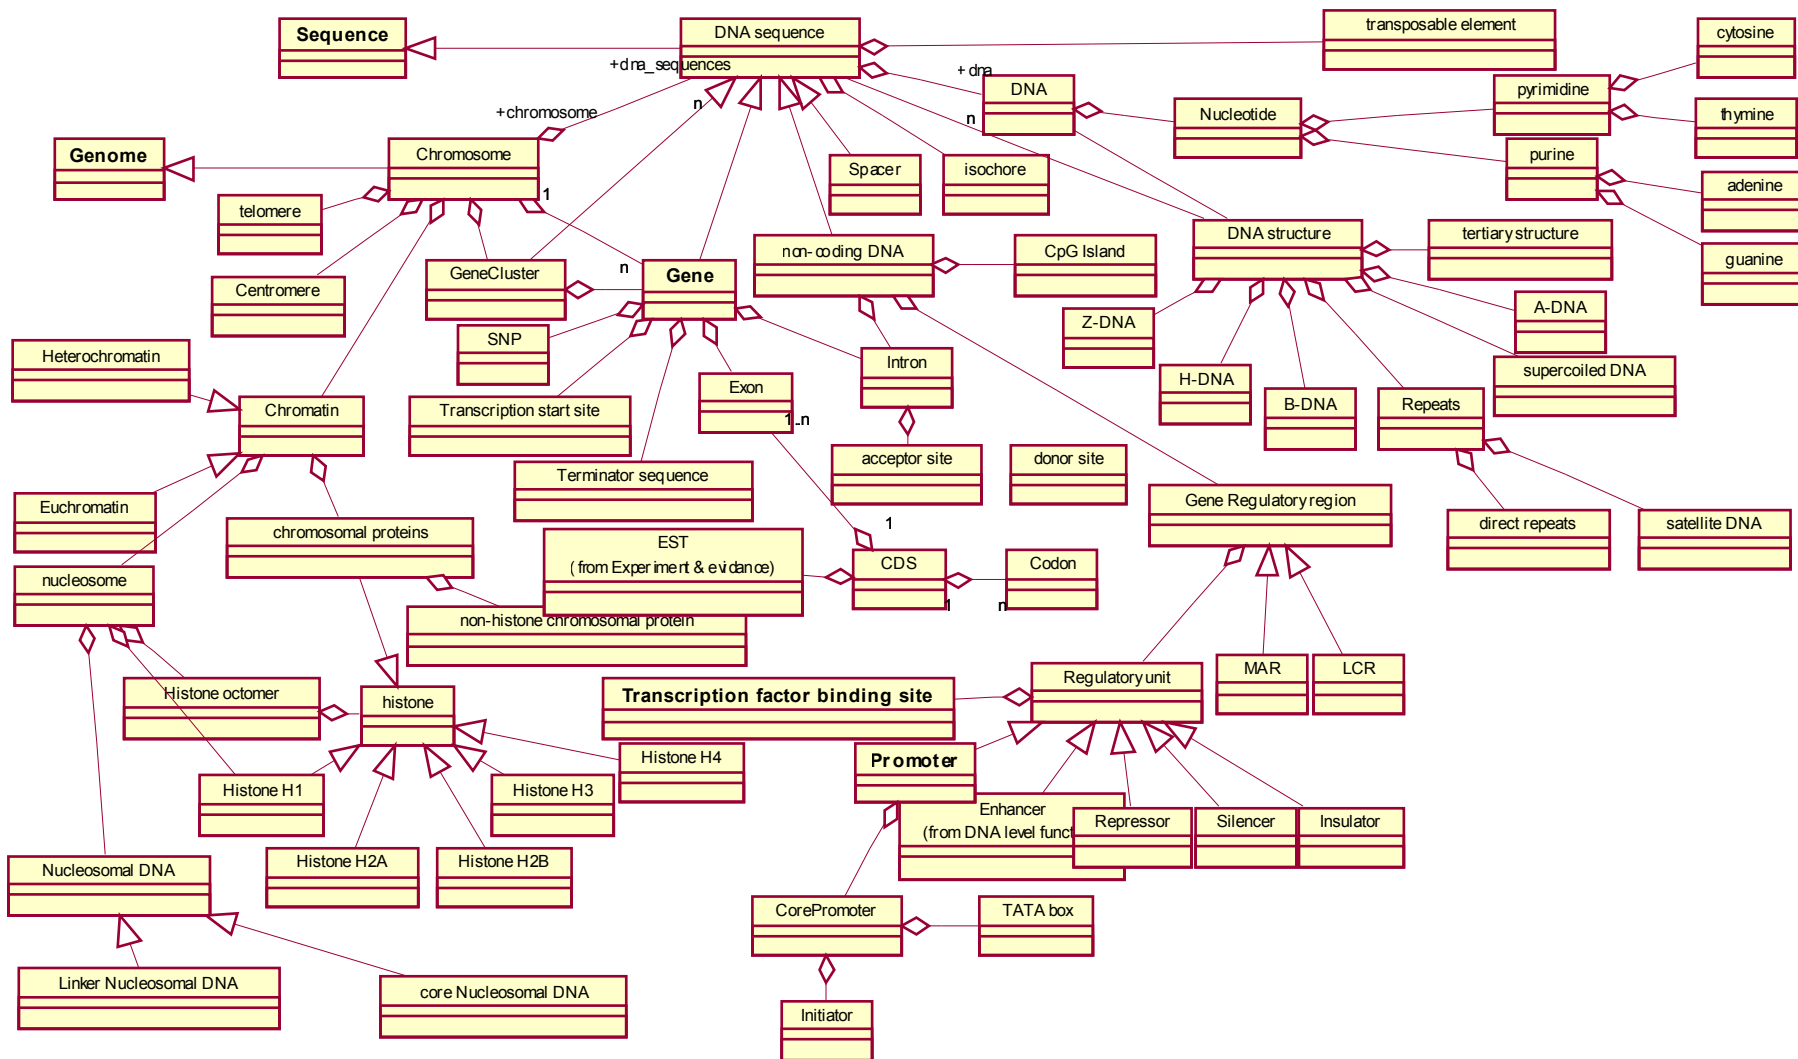 Sequence
DNA sequence
transposable element
cytosine
+dna_sequences
+ dna
DNA
pyrimidine
n
n
Nucleotide
thymine
+chromosome
Genome
Chromosome
Spacer
isochore
purine
adenine
1
telomere
non-coding DNA
CpG Island
DNA structure
tertiary structure
guanine
Centromere
GeneCluster
n
Gene
Z-DNA
A-DNA
SNP
Heterochromatin
Intron
H-DNA
supercoiled DNA
Exon
Chromatin
Transcription start site
1..n
B-DNA
Repeats
Terminator sequence
acceptor site
donor site
Euchromatin
Gene Regulatory region
chromosomal proteins
1
direct repeats
satellite DNA
EST
(from Experiment & evidance)
CDS
Codon
nucleosome
1
n
non-histone chromosomal protein
MAR
LCR
Histone octomer
histone
Transcription factor binding site
Regulatory unit
Histone H4
Promoter
Histone H1
Histone H3
Enhancer
(from DNA level funct
Repressor
Silencer
Insulator
Nucleosomal DNA
Histone H2A
Histone H2B
CorePromoter
TATA box
Linker Nucleosomal DNA
core Nucleosomal DNA
Initiator